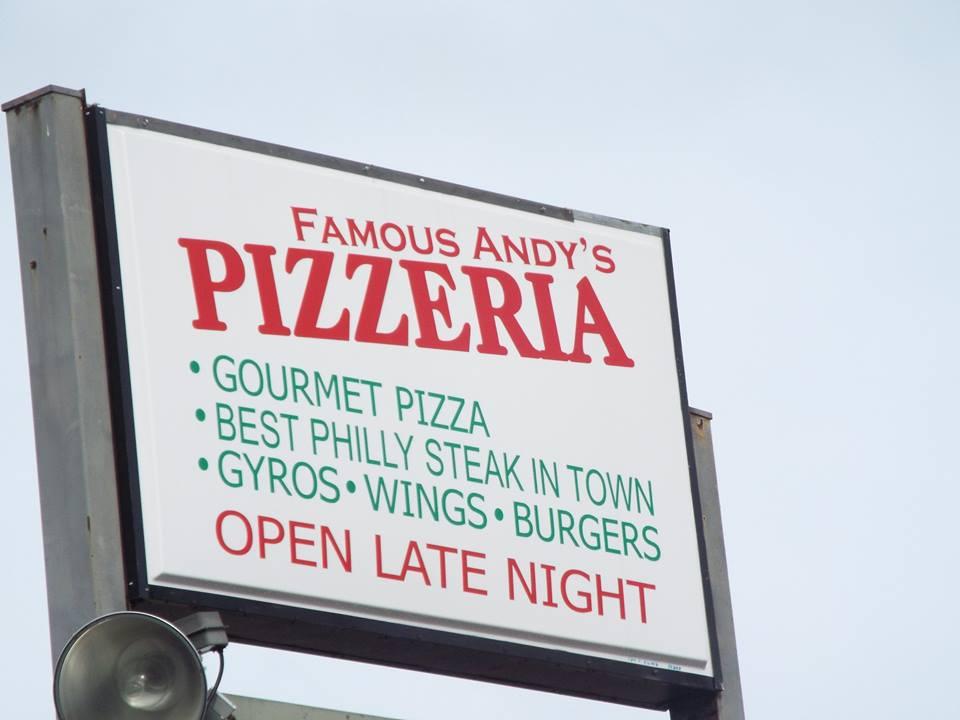 FAMOUS ANDY'S
PIZZERIA
• GOURMET PIZZA
• BEST PHILLY STEAK IN TOWN
• GYROS • WINGS • BURGERS
OPEN LATE NIGHT